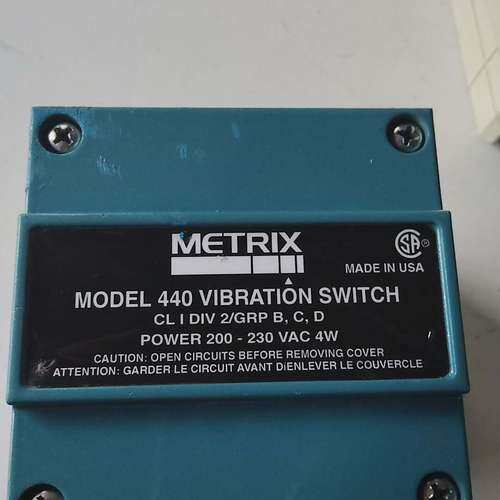 METRIX
SA
MADE IN USA
MODEL 440 VIBRATION SWITCH
CL I DIV 2/GRP B, C, D
POWER 200 - 230 VAC 4W
CAUTION: OPEN CIRCUITS BEFORE REMOVING COVER
ATTENTION: GARDER LE CIRCUIT AVANT DíENLEVER LE COUVERCLE